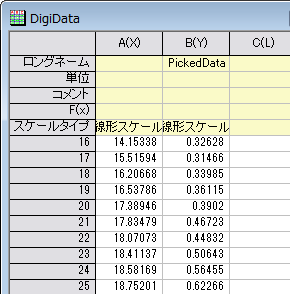 DigiData
A(X) B(Y) C(L)
ロングネーム PickedData
単位
コメント
F(x)
スケールタイプ 線形スケール 線形スケール
16 14.15338 0.32628
17 15.51594 0.31466
18 16.20668 0.33985
19 16.53786 0.36115
20 17.38946 0.3902
21 17.83479 0.46723
22 18.07073 0.44832
23 18.41137 0.50643
24 18.58169 0.56455
25 18.75201 0.62266